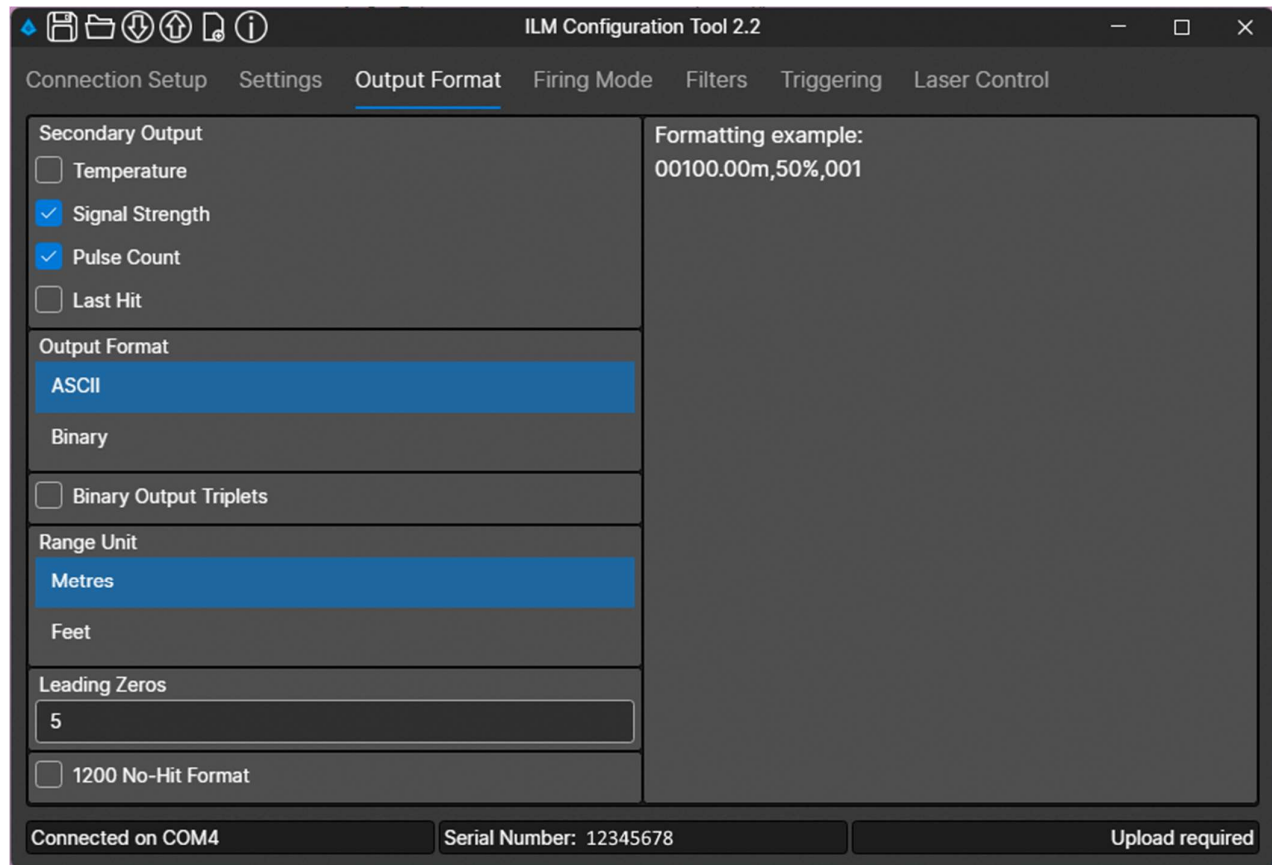 ILM Configuration Tool 2.2
Connection Setup Settings Output Format Firing Mode Filters Triggering Laser Control
Secondary Output
Temperature
Signal Strength
Pulse Count
Last Hit
Output Format
ASCII
Binary
Binary Output Triplets
Range Unit
Metres
Feet
Leading Zeros
5
1200 No-Hit Format
Formatting example:
00100.00m,50%,001
Connected on COM4 Serial Number: 12345678 Upload required